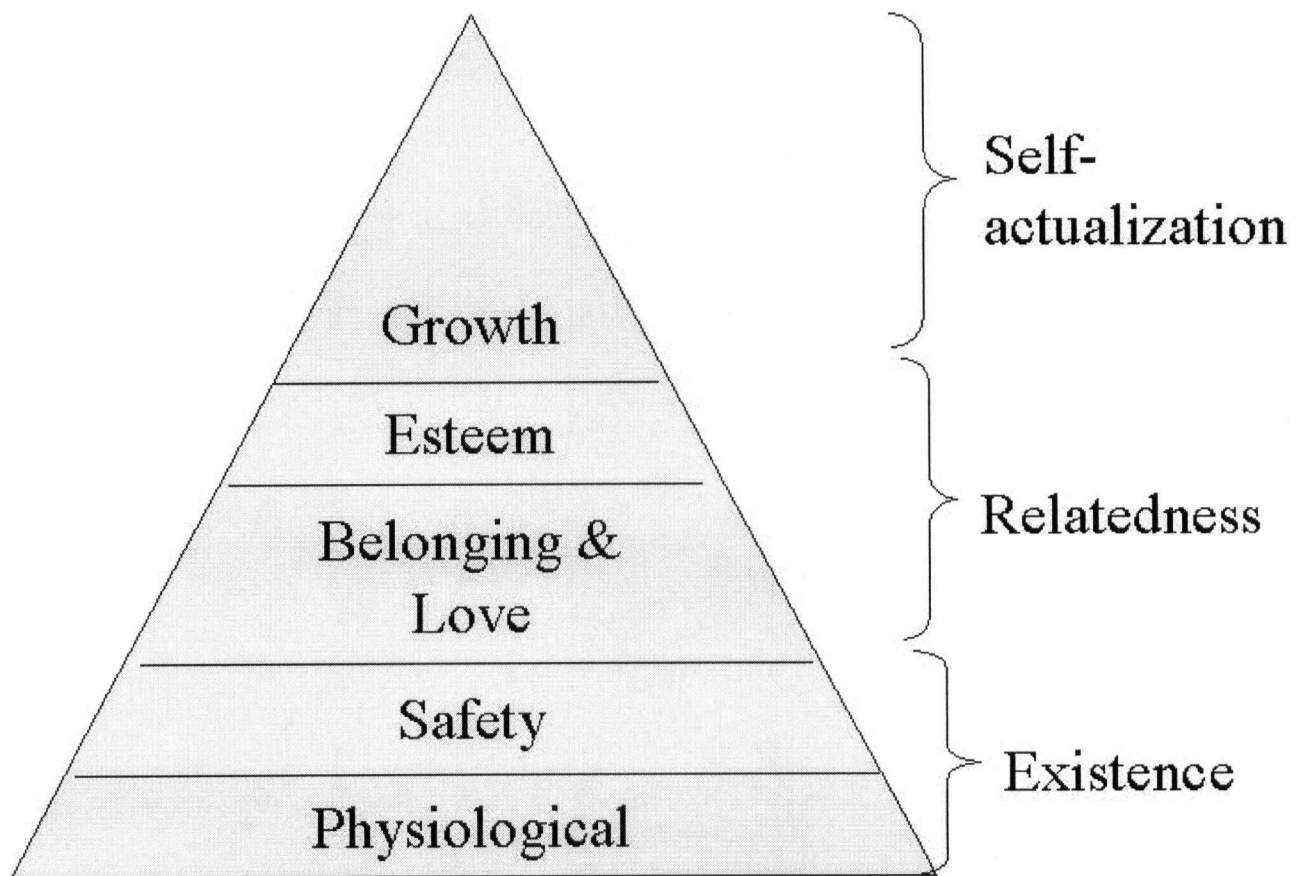 Self-
actualization
Growth
Esteem
Relatedness
Belonging &
Love
Safety
Existence
Physiological